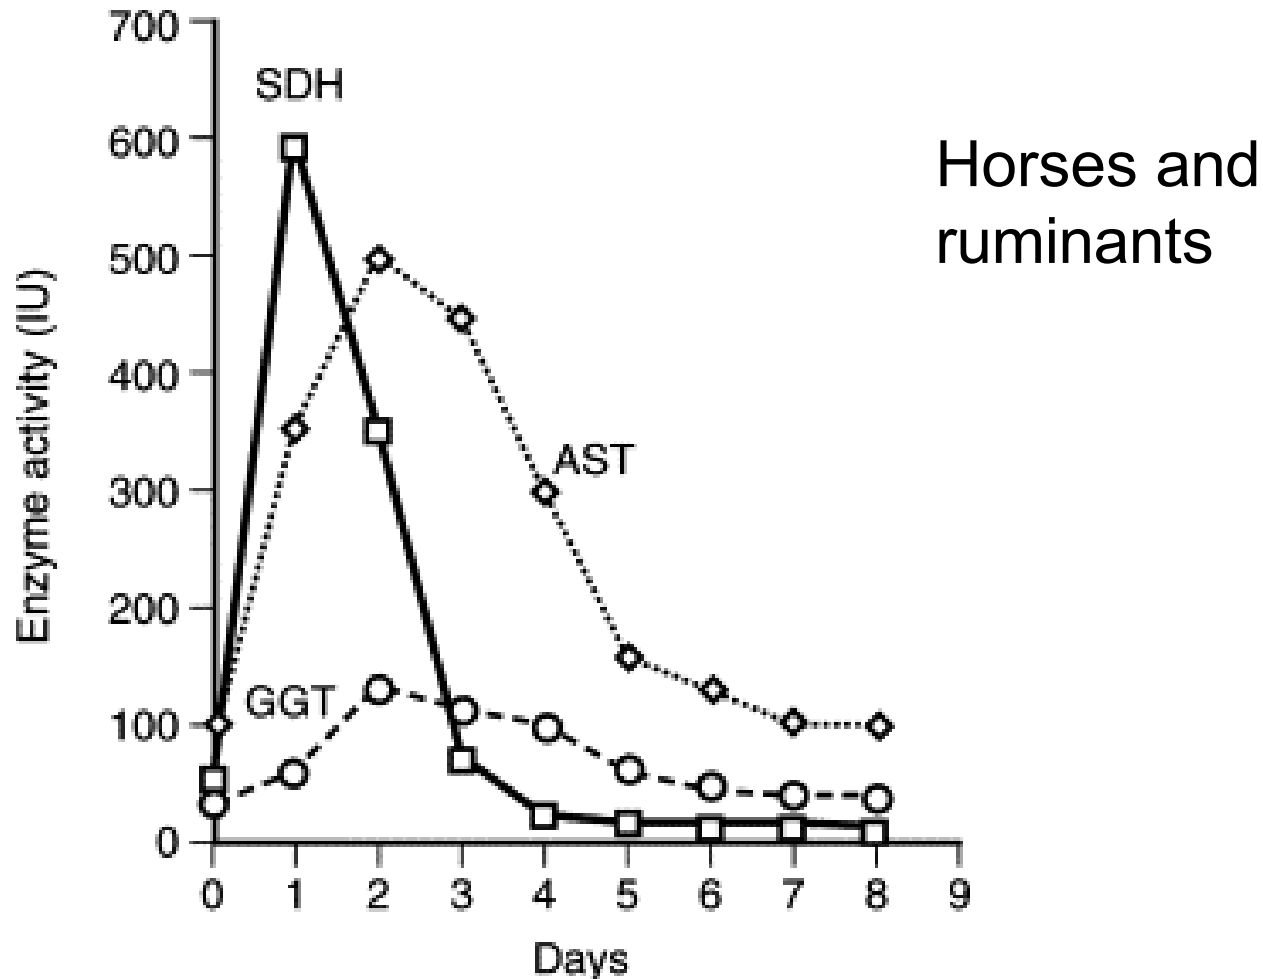 700
SDH
600
Horses and
ruminants
500
Enzyme activity (IU)
400
AST
300
200
GGT
100
0
0 1 2 3 4 5 6 7 8 9
Days